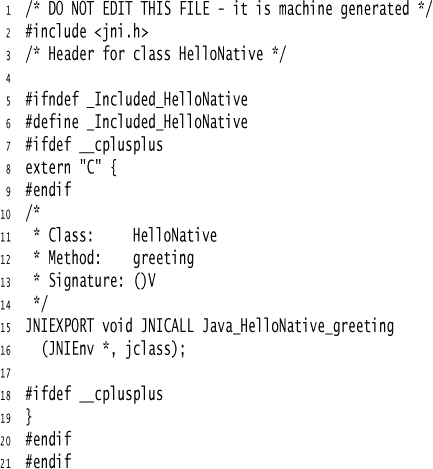 1 /* DO NOT EDIT THIS FILE - it is machine generated */
2 #include <jni.h>
3 /* Header for class HelloNative */
4
5 #ifndef _Included_HelloNative
6 #define _Included_HelloNative
7 #ifdef __cplusplus
8 extern "C" {
9 #endif
10 /*
11  * Class:     HelloNative
12  * Method:    greeting
13  * Signature: ()V
14  */
15 JNIEXPORT void JNICALL Java_HelloNative_greeting
16   (JNIEnv *, jclass);
17
18 #ifdef __cplusplus
19 }
20 #endif
21 #endif